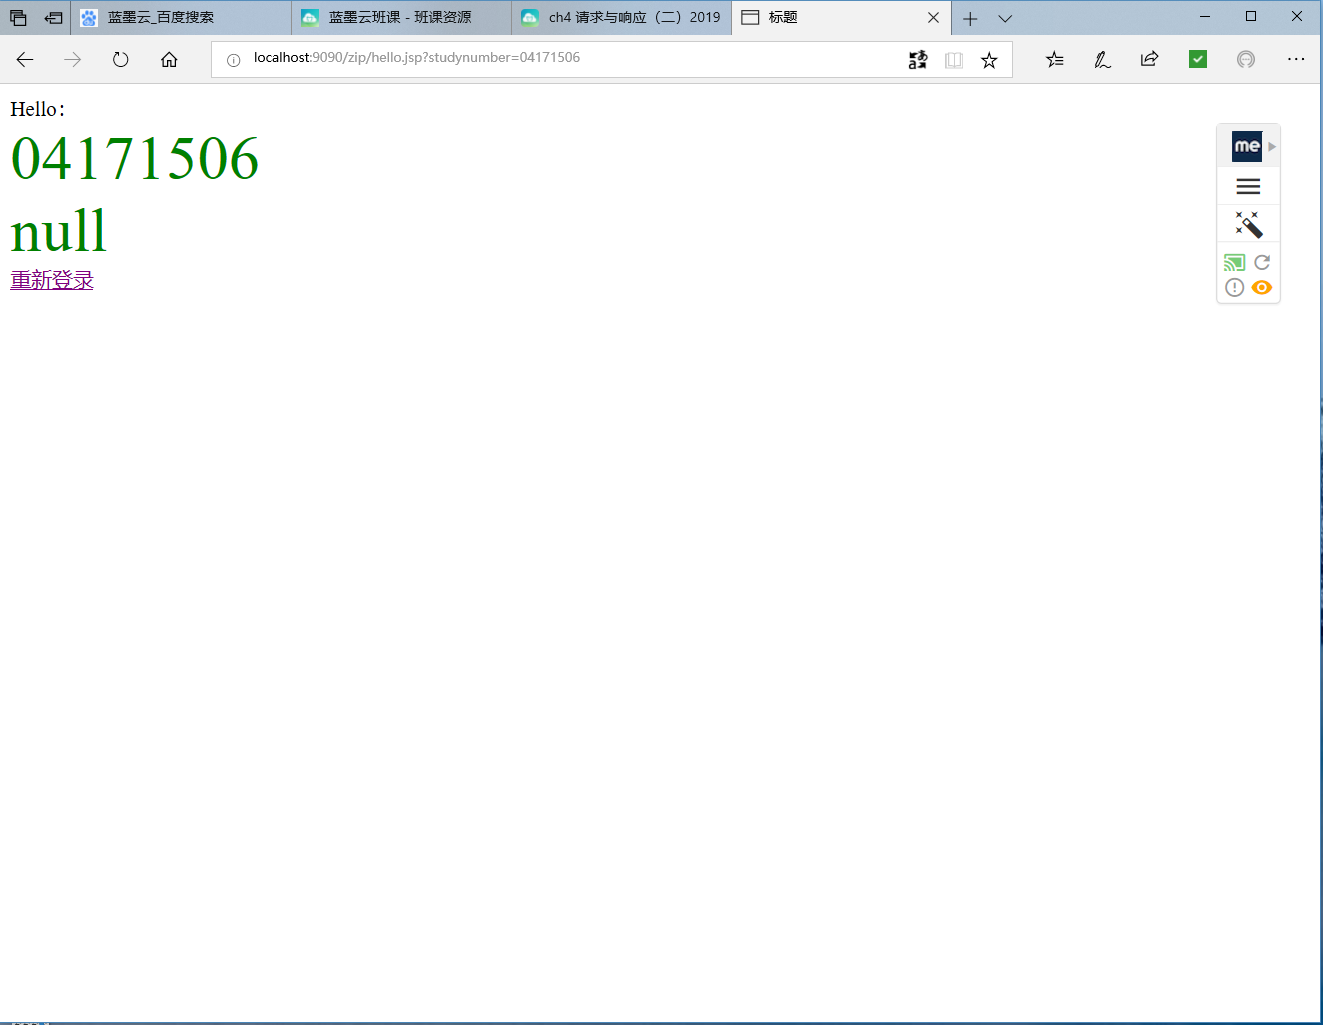 蓝墨云_百度搜索
蓝墨云班课 - 班课资源
ch4 请求与响应（二）2019
标题
localhost:9090/zip/hello.jsp?studynumber=04171506
Hello：
04171506
null
重新登录
me